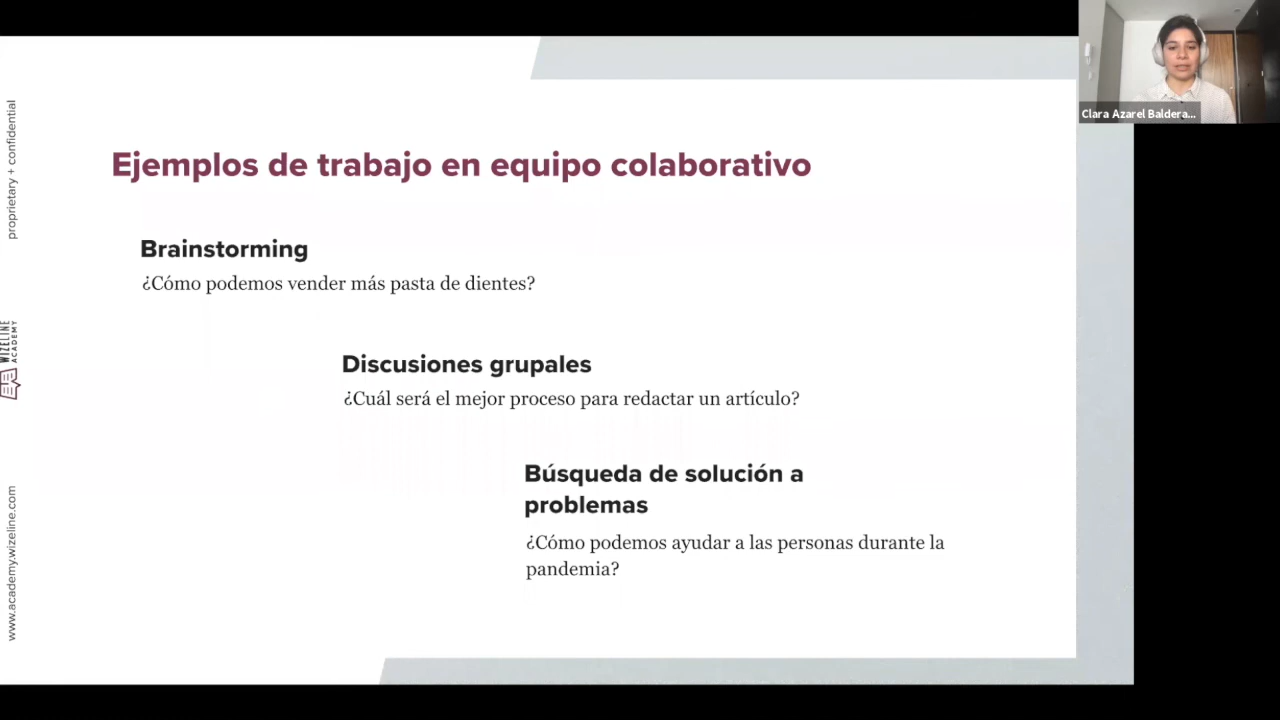 Ejemplos de trabajo en equipo colaborativo
Brainstorming
¿Cómo podemos vender más pasta de dientes?
Discusiones grupales
¿Cuál será el mejor proceso para redactar un artículo?
Búsqueda de solución a
problemas
¿Cómo podemos ayudar a las personas durante la
pandemia?
proprietary + confidential
WIZELINE
ACADEMY
www.academy.wizeline.com
Clara Azarel Baldera...